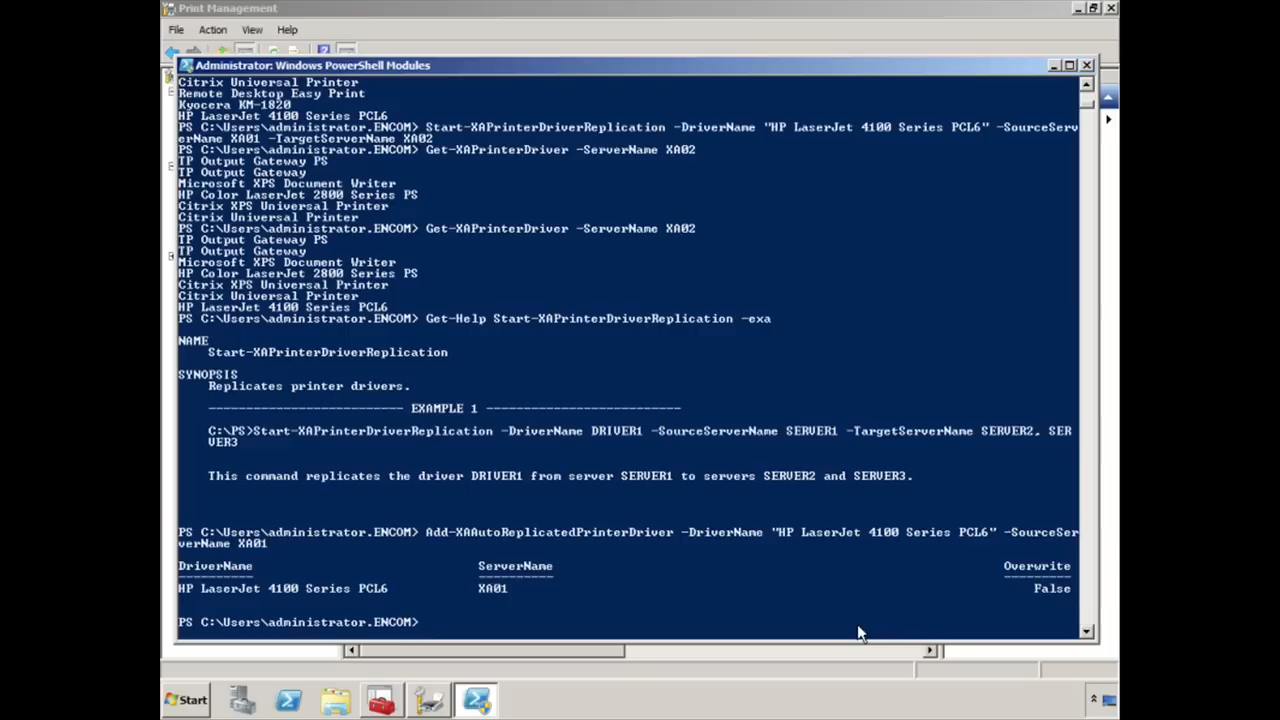 Print Management
File Action View Help
Administrator: Windows PowerShell Modules
Citrix Universal Printer
Remote Desktop Easy Print
Kyocera KM-1820
HP LaserJet 4100 Series PCL6
PS C:\Users\administrator.ENCOM> Start-XAPrinterDriverReplication -DriverName "HP LaserJet 4100 Series PCL6" -SourceServ
erName XA01 -TargetServerName XA02
PS C:\Users\administrator.ENCOM> Get-XAPrinterDriver -ServerName XA02
TP Output Gateway PS
TP Output Gateway
Microsoft XPS Document Writer
HP Color LaserJet 2800 Series PS
Citrix XPS Universal Printer
Citrix Universal Printer
PS C:\Users\administrator.ENCOM> Get-XAPrinterDriver -ServerName XA02
TP Output Gateway PS
TP Output Gateway
Microsoft XPS Document Writer
HP Color LaserJet 2800 Series PS
Citrix XPS Universal Printer
Citrix Universal Printer
HP LaserJet 4100 Series PCL6
PS C:\Users\administrator.ENCOM> Get-Help Start-XAPrinterDriverReplication -exa
NAME
Start-XAPrinterDriverReplication
SYNOPSIS
Replicates printer drivers.
-------------------------- EXAMPLE 1 --------------------------
C:\PS>Start-XAPrinterDriverReplication -DriverName DRIVER1 -SourceServerName SERVER1 -TargetServerName SERVER2, SER
VER3
This command replicates the driver DRIVER1 from server SERVER1 to servers SERVER2 and SERVER3.
PS C:\Users\administrator.ENCOM> Add-XAAutoReplicatedPrinterDriver -DriverName "HP LaserJet 4100 Series PCL6" -SourceSer
verName XA01
DriverName ServerName Overwrite
---------- ---------- ---------
HP LaserJet 4100 Series PCL6 XA01 False
PS C:\Users\administrator.ENCOM>
Start